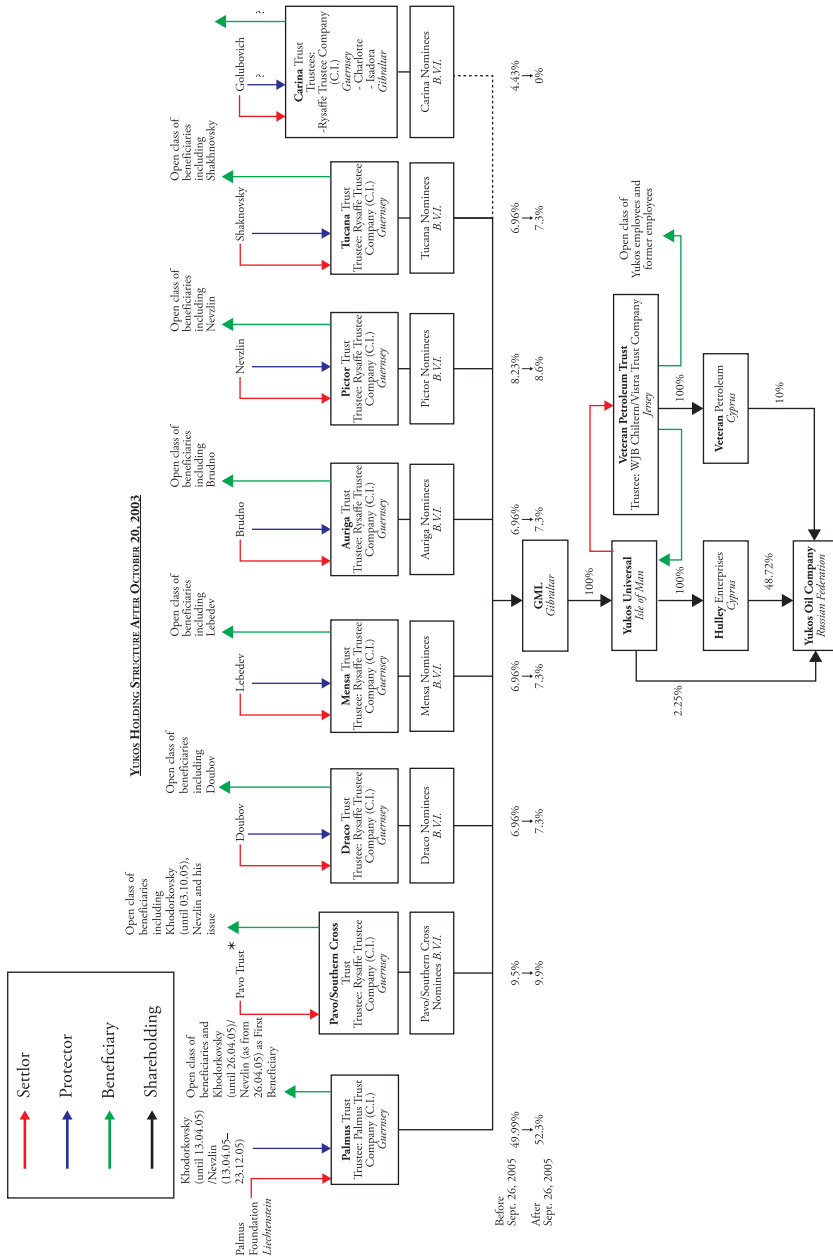 YUKOS HOLDING STRUCTURE AFTER OCTOBER 20, 2003
Settlor
Protector
Beneficiary
Shareholding
Palmus
Foundation
Liechtenstein
Khodorkovsky
(until 13.04.05)
/Nevzlin
(13.04.05–
23.12.05)
Open class of
beneficiaries and
Khodorkovsky
(until 26.04.05)/
Nevzlin (as from
26.04.05) as First
Beneficiary
Palmus Trust
Trustee: Palmus Trust
Company (C.I.)
Guernsey
Pavo Trust *
Open class of
beneficiaries
including
Khodorkovsky
(until 03.10.05),
Nevzlin and his
issue
Pavo/Southern Cross
Trust
Trustee: Rysaffe Trustee
Company (C.I.)
Guernsey
Pavo/Southern Cross
Nominees B.V.I.
Doubov
Open class of
beneficiaries
including
Doubov
Draco Trust
Trustee: Rysaffe Trustee
Company (C.I.)
Guernsey
Draco Nominees
B.V.I.
Lebedev
Open class of
beneficiaries
including
Lebedev
Mensa Trust
Trustee: Rysaffe Trustee
Company (C.I.)
Guernsey
Mensa Nominees
B.V.I.
Brudno
Open class of
beneficiaries
including
Brudno
Auriga Trust
Trustee: Rysaffe Trustee
Company (C.I.)
Guernsey
Auriga Nominees
B.V.I.
Nevzlin
Open class of
beneficiaries
including
Nevzlin
Pictor Trust
Trustee: Rysaffe Trustee
Company (C.I.)
Guernsey
Pictor Nominees
B.V.I.
Shaknovsky
Open class of
beneficiaries
including
Shakhnovsky
Tucana Trust
Trustee: Rysaffe Trustee
Company (C.I.)
Guernsey
Tucana Nominees
B.V.I.
Golubovich
?
?
Carina Trust
Trustees:
-Rysaffe Trustee Company
(C.I.)
Guernsey
- Charlotte
- Isadora
Gibraltar
Carina Nominees
B.V.I.
Before
Sept. 26, 2005
49.99%
9.5%
6.96%
6.96%
6.96%
8.23%
6.96%
4.43%
After
Sept. 26, 2005
52.3%
9.9%
7.3%
7.3%
7.3%
8.6%
7.3%
0%
GML
Gibraltar
100%
Yukos Universal
Isle of Man
Veteran Petroleum Trust
Trustee: WJB Chiltern/Vistra Trust Company
Jersey
Open class of
Yukos employees and
former employees
100%
100%
2.25%
Hulley Enterprises
Cyprus
Veteran Petroleum
Cyprus
48.72%
10%
Yukos Oil Company
Russian Federation